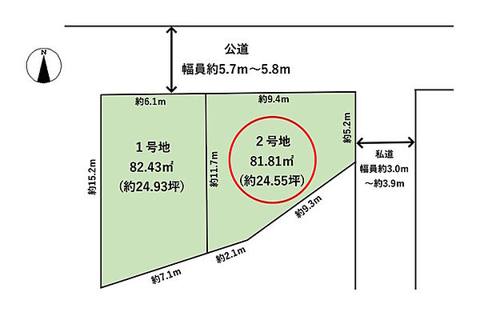 N
公道
幅員約5.7m～5.8m
約6.1m
約9.4m
約5.2m
1号地
82.43㎡
(約24.93坪)
2号地
81.81㎡
(約24.55坪)
約15.2m
約11.7m
私道
幅員約3.0m
～約3.9m
約9.3m
約2.1m
約7.1m